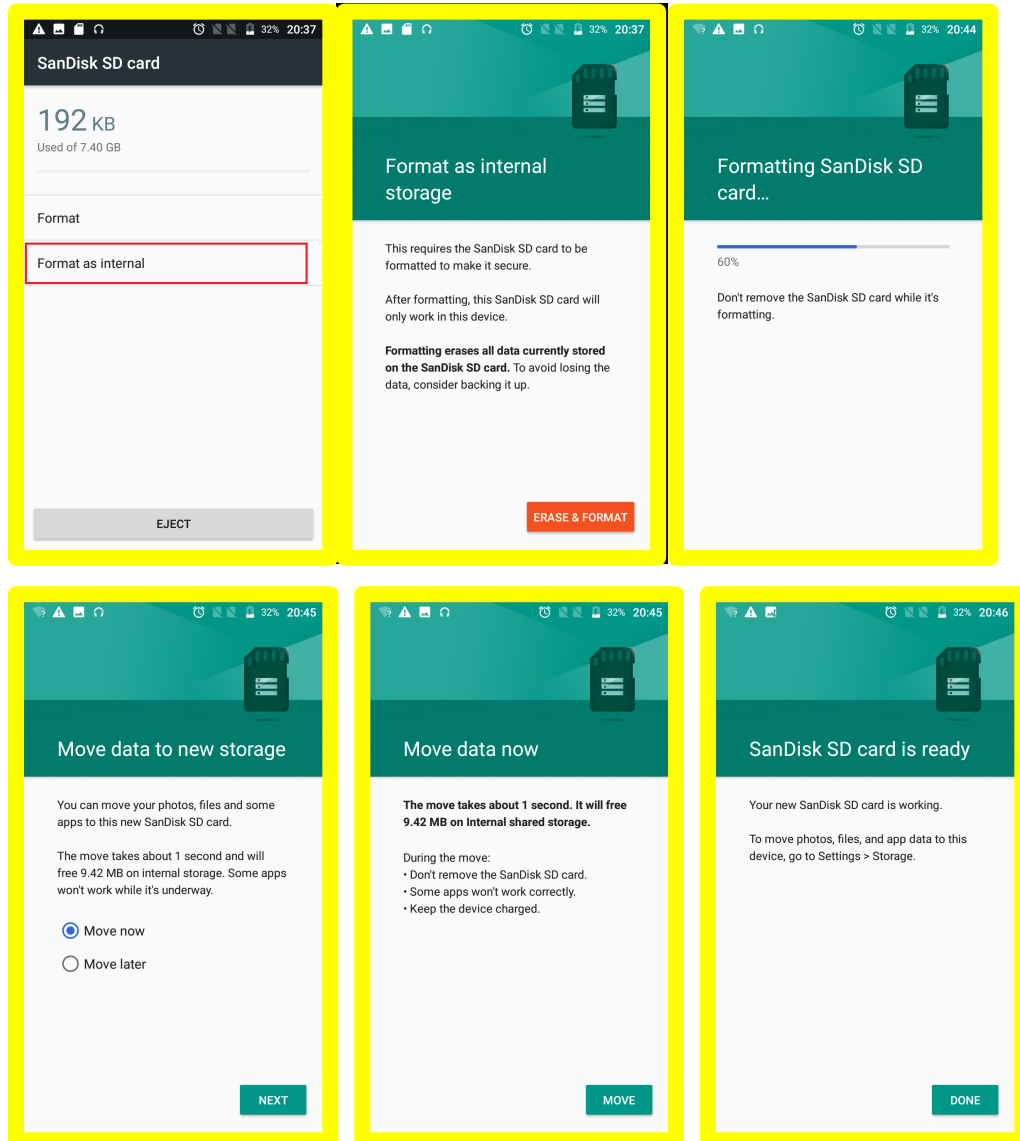 32% 20:37
SanDisk SD card
192 KB
Used of 7.40 GB
Format
Format as internal
EJECT
32% 20:37
Format as internal
storage
This requires the SanDisk SD card to be
formatted to make it secure.
After formatting, this SanDisk SD card will
only work in this device.
Formatting erases all data currently stored
on the SanDisk SD card. To avoid losing the
data, consider backing it up.
ERASE & FORMAT
32% 20:44
Formatting SanDisk SD
card...
60%
Don't remove the SanDisk SD card while it's
formatting.
32% 20:45
Move data to new storage
You can move your photos, files and some
apps to this new SanDisk SD card.
The move takes about 1 second and will
free 9.42 MB on internal storage. Some apps
won't work while it's underway.
Move now
Move later
NEXT
32% 20:45
Move data now
The move takes about 1 second. It will free
9.42 MB on Internal shared storage.
During the move:
• Don't remove the SanDisk SD card.
• Some apps won't work correctly.
• Keep the device charged.
MOVE
32% 20:46
SanDisk SD card is ready
Your new SanDisk SD card is working.
To move photos, files, and app data to this
device, go to Settings > Storage.
DONE